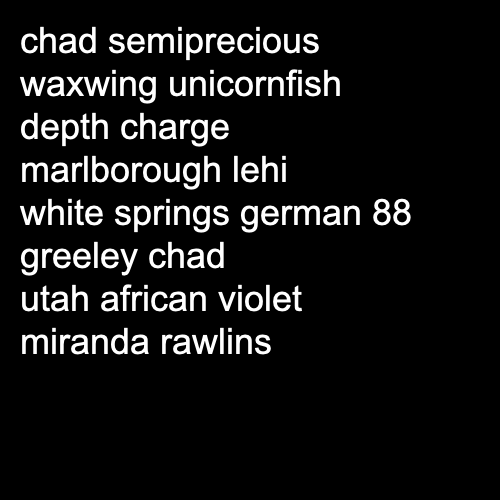 chad semiprecious
waxwing unicornfish
depth charge
marlborough lehi
white springs german 88
greeley chad
utah african violet
miranda rawlins